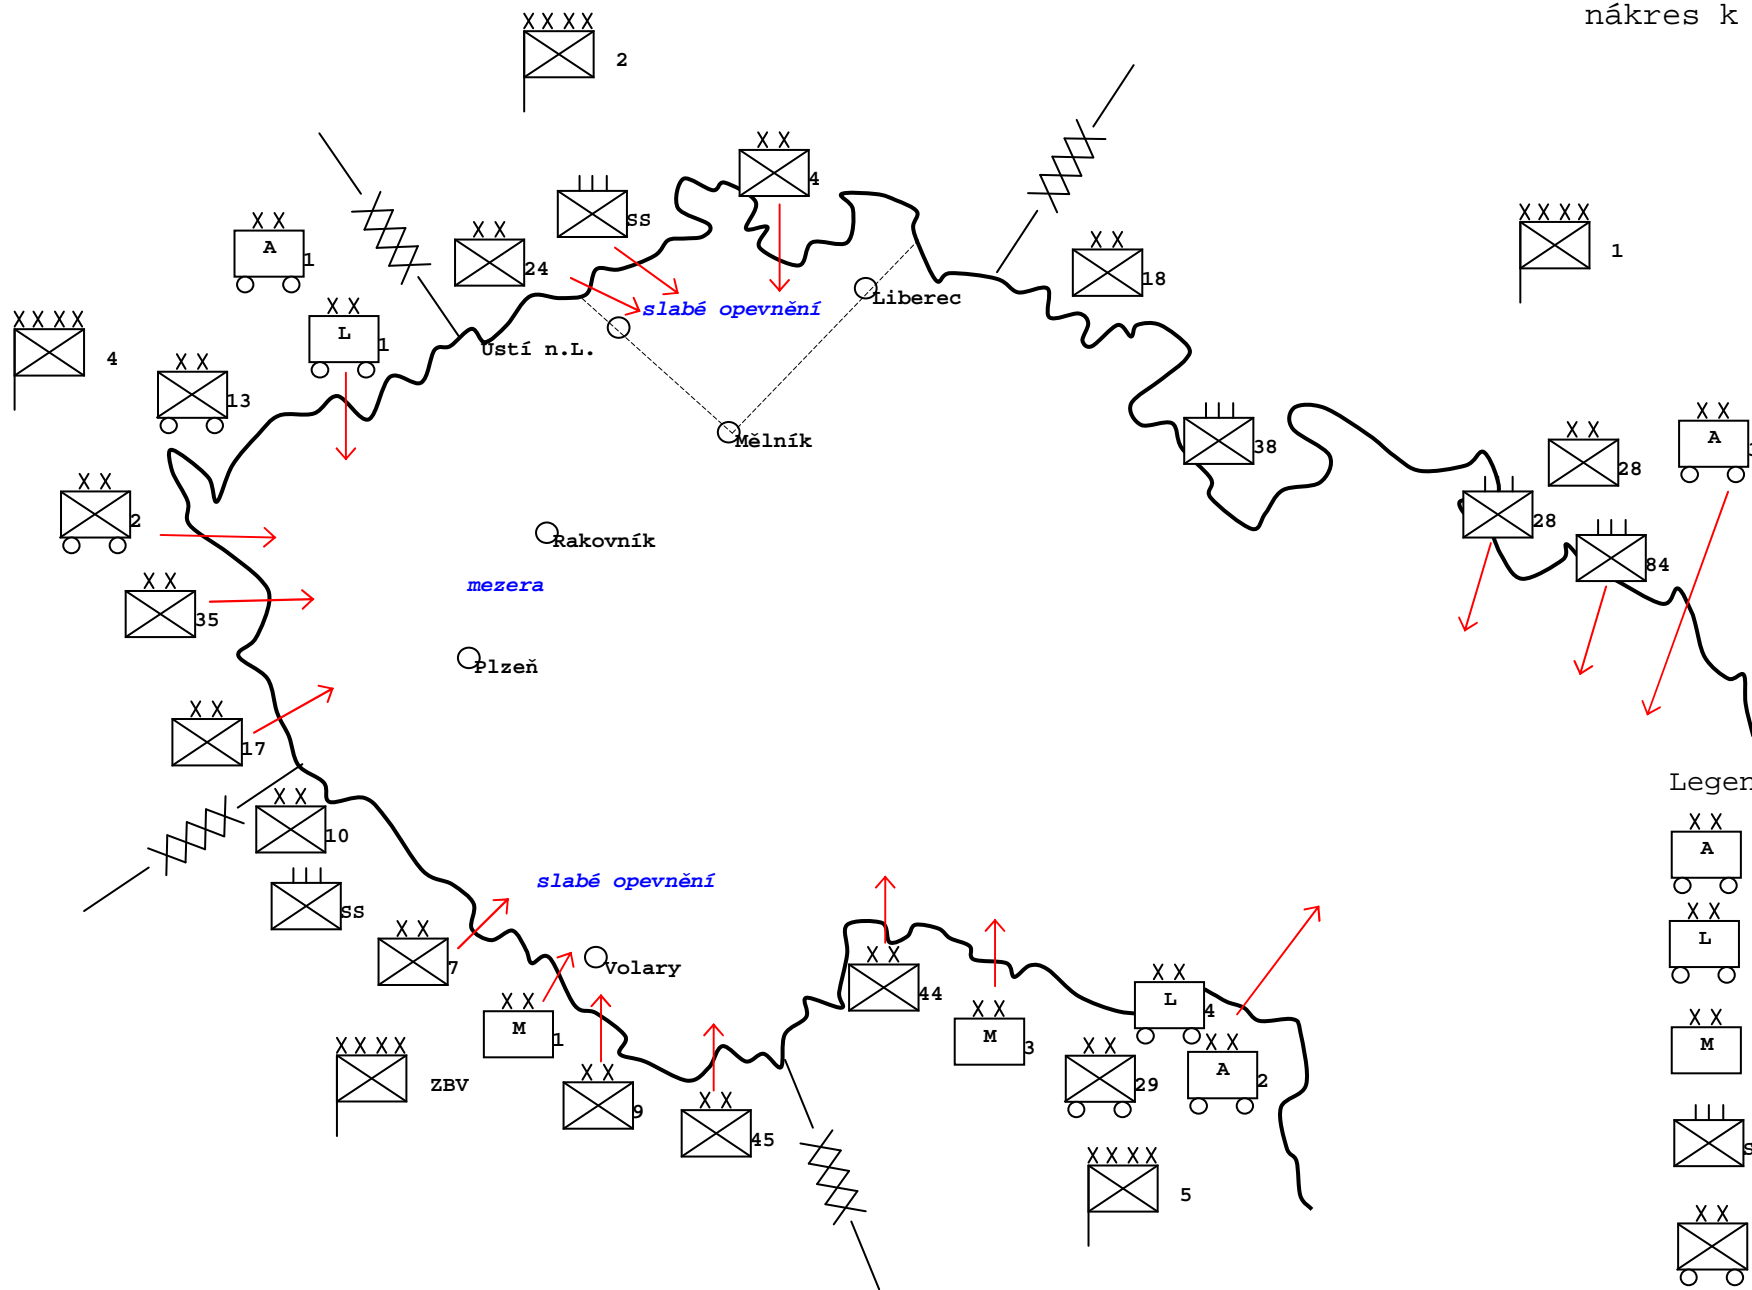 nákres k
X X X X
2
X X
4
SS
X X
24
X X
A
1
X X
L
1
X X X X
4
X X
13
X X
2
X X
35
X X
17
X X
10
SS
X X
7
X X
M
1
X X X X
ZBV
X X
9
X X
45
X X
44
X X
M
3
X X
L
4
X X
29
X X
A
2
X X X X
5
X X
18
X X X X
1
38
X X
28
28
84
X X
A
slabé opevnění
Liberec
Ústí n.L.
Mělník
Rakovník
mezera
Plzeň
slabé opevnění
Volary
Legen
X X
A
X X
L
X X
M
X X